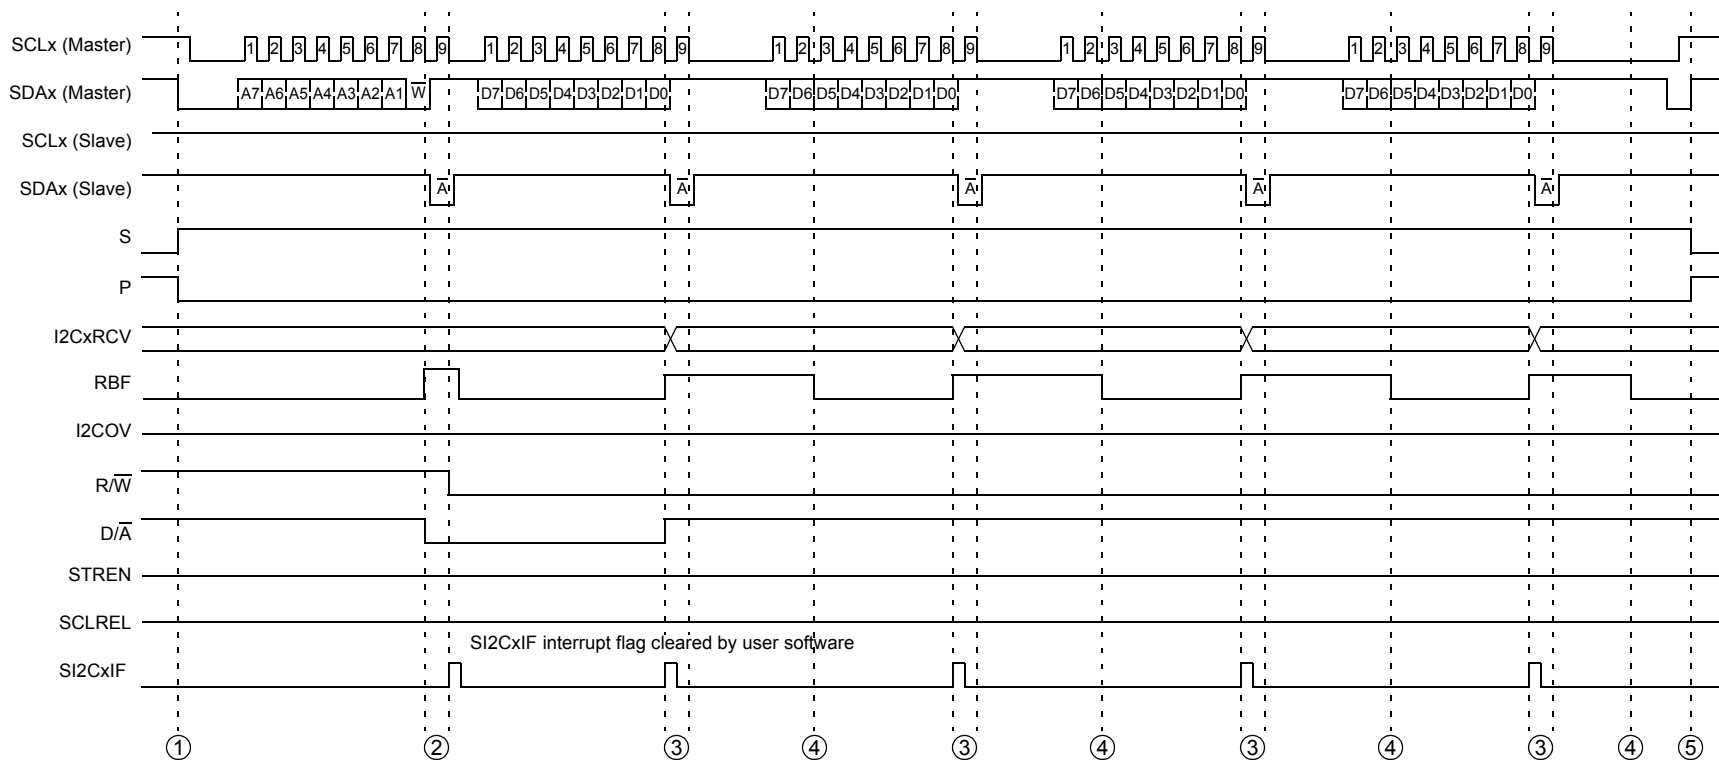 SCLx (Master) 1 2 3 4 5 6 7 8 9 1 2 3 4 5 6 7 8 9 1 2 3 4 5 6 7 8 9 1 2 3 4 5 6 7 8 9 1 2 3 4 5 6 7 8 9
SDAx (Master) A7 A6 A5 A4 A3 A2 A1 W̅ D7 D6 D5 D4 D3 D2 D1 D0 D7 D6 D5 D4 D3 D2 D1 D0 D7 D6 D5 D4 D3 D2 D1 D0 D7 D6 D5 D4 D3 D2 D1 D0
SCLx (Slave)
SDAx (Slave) A̅ A̅ A̅ A̅ A̅
S
P
I2CxRCV
RBF
I2COV
R/W̅
D/A̅
STREN
SCLREL
SI2CxIF interrupt flag cleared by user software
SI2CxIF
① ② ③ ④ ③ ④ ③ ④ ③ ④ ⑤